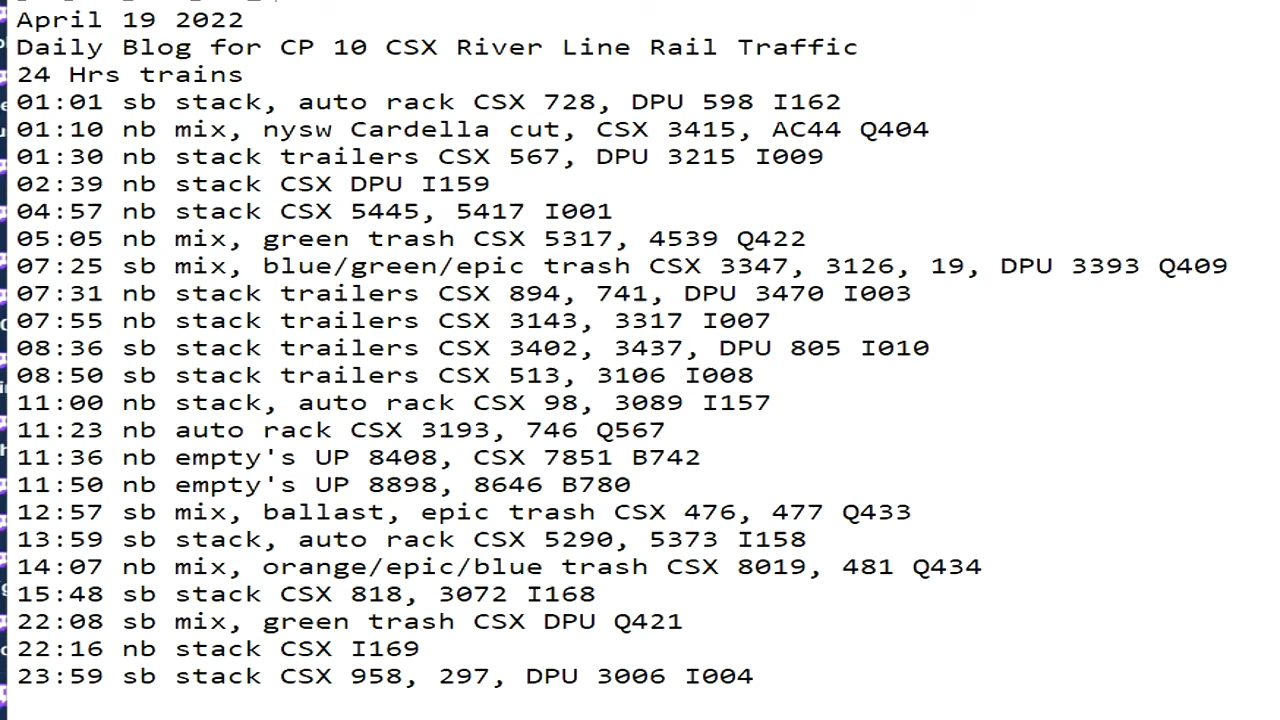 April 19 2022
Daily Blog for CP 10 CSX River Line Rail Traffic
24 Hrs trains
01:01 sb stack, auto rack CSX 728, DPU 598 I162
01:10 nb mix, nysw Cardella cut, CSX 3415, AC44 Q404
01:30 nb stack trailers CSX 567, DPU 3215 I009
02:39 nb stack CSX DPU I159
04:57 nb stack CSX 5445, 5417 I001
05:05 nb mix, green trash CSX 5317, 4539 Q422
07:25 sb mix, blue/green/epic trash CSX 3347, 3126, 19, DPU 3393 Q409
07:31 nb stack trailers CSX 894, 741, DPU 3470 I003
07:55 nb stack trailers CSX 3143, 3317 I007
08:36 sb stack trailers CSX 3402, 3437, DPU 805 I010
08:50 sb stack trailers CSX 513, 3106 I008
11:00 nb stack, auto rack CSX 98, 3089 I157
11:23 nb auto rack CSX 3193, 746 Q567
11:36 nb empty's UP 8408, CSX 7851 B742
11:50 nb empty's UP 8898, 8646 B780
12:57 sb mix, ballast, epic trash CSX 476, 477 Q433
13:59 sb stack, auto rack CSX 5290, 5373 I158
14:07 nb mix, orange/epic/blue trash CSX 8019, 481 Q434
15:48 sb stack CSX 818, 3072 I168
22:08 sb mix, green trash CSX DPU Q421
22:16 nb stack CSX I169
23:59 sb stack CSX 958, 297, DPU 3006 I004